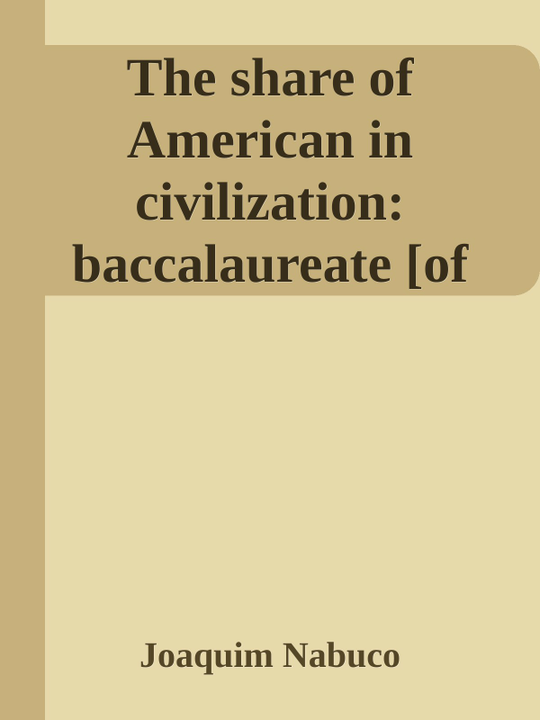 The share of
American in
civilization:
baccalaureate [of
Joaquim Nabuco